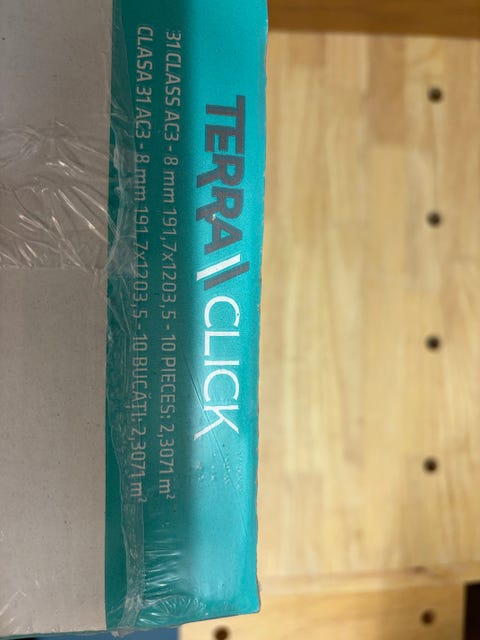 TERRA CLICK
31 CLASS AC3 - 8 mm 191,7x1203,5 - 10 PIECES: 2,3071 m²
CLASA 31 AC3 - 8 mm 191,7x1203,5 - 10 BUCĂȚI: 2,3071 m²